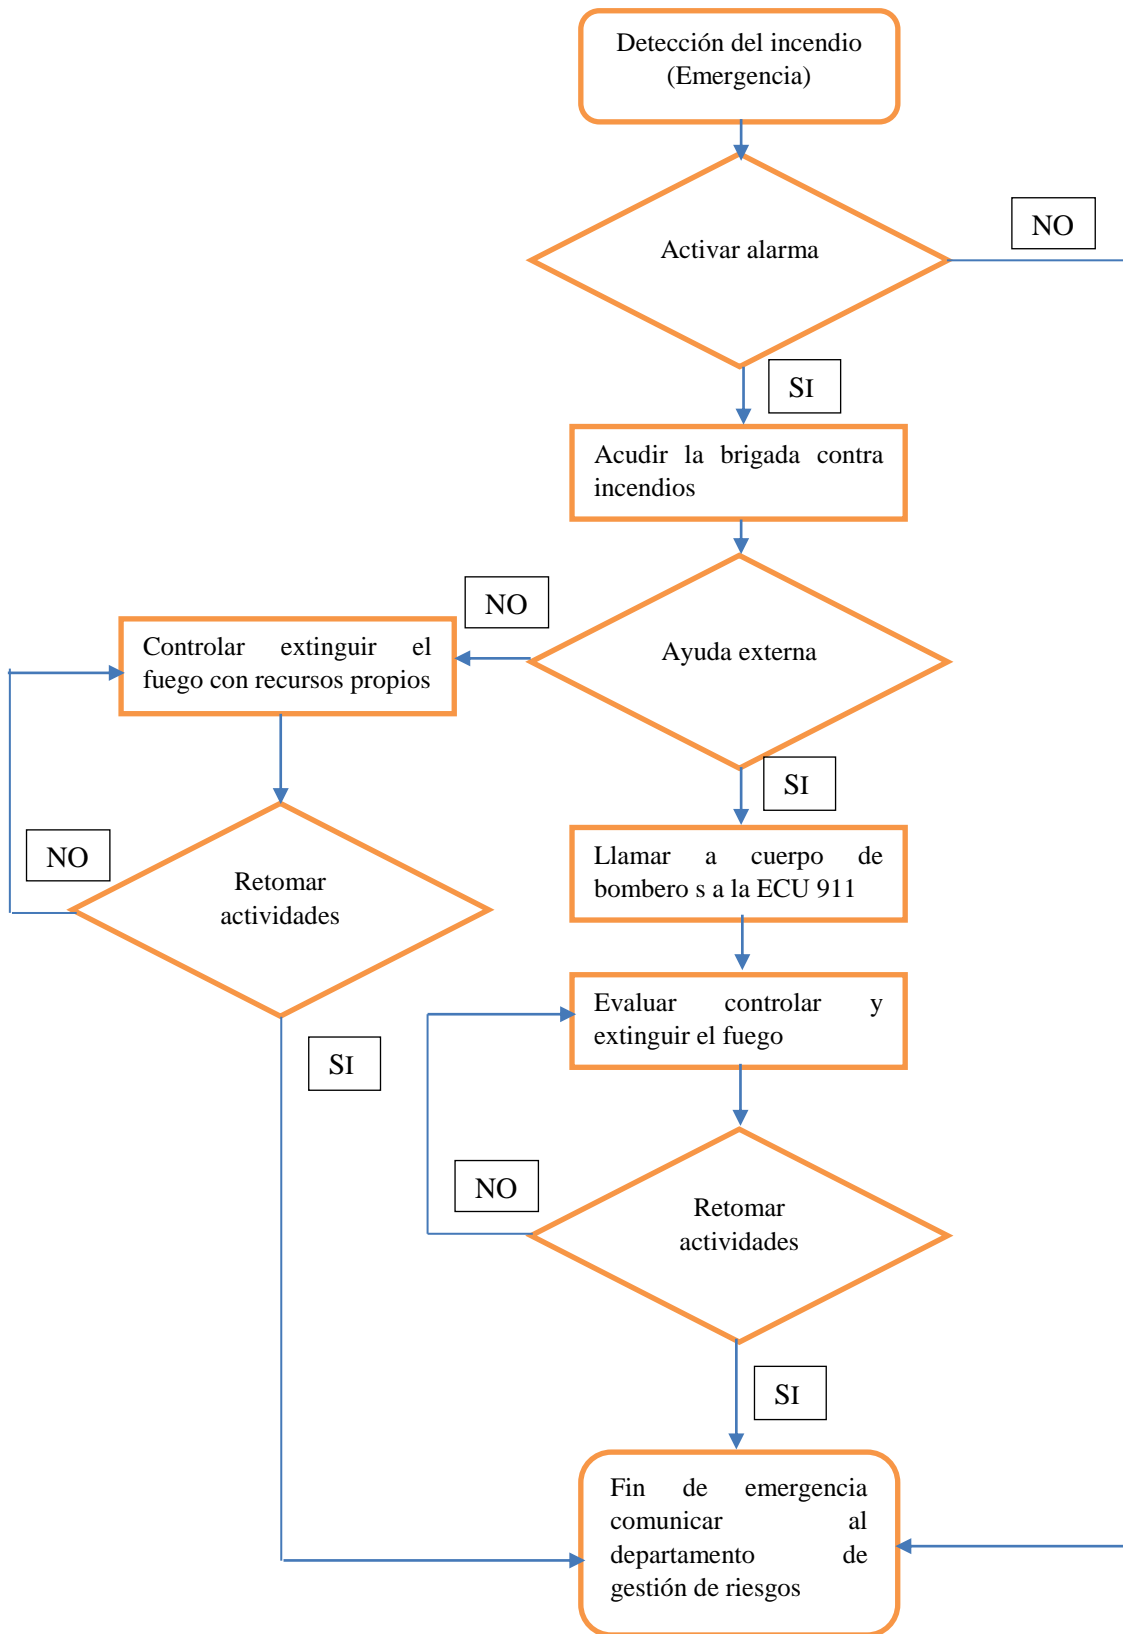 Detección del incendio
(Emergencia)
Activar alarma
NO
SI
Acudir la brigada contra
incendios
Ayuda externa
NO
Controlar extinguir el
fuego con recursos propios
SI
Llamar a cuerpo de
bombero s a la ECU 911
NO
Retomar
actividades
SI
Evaluar controlar y
extinguir el fuego
NO
Retomar
actividades
SI
Fin de emergencia
comunicar al
departamento de
gestión de riesgos